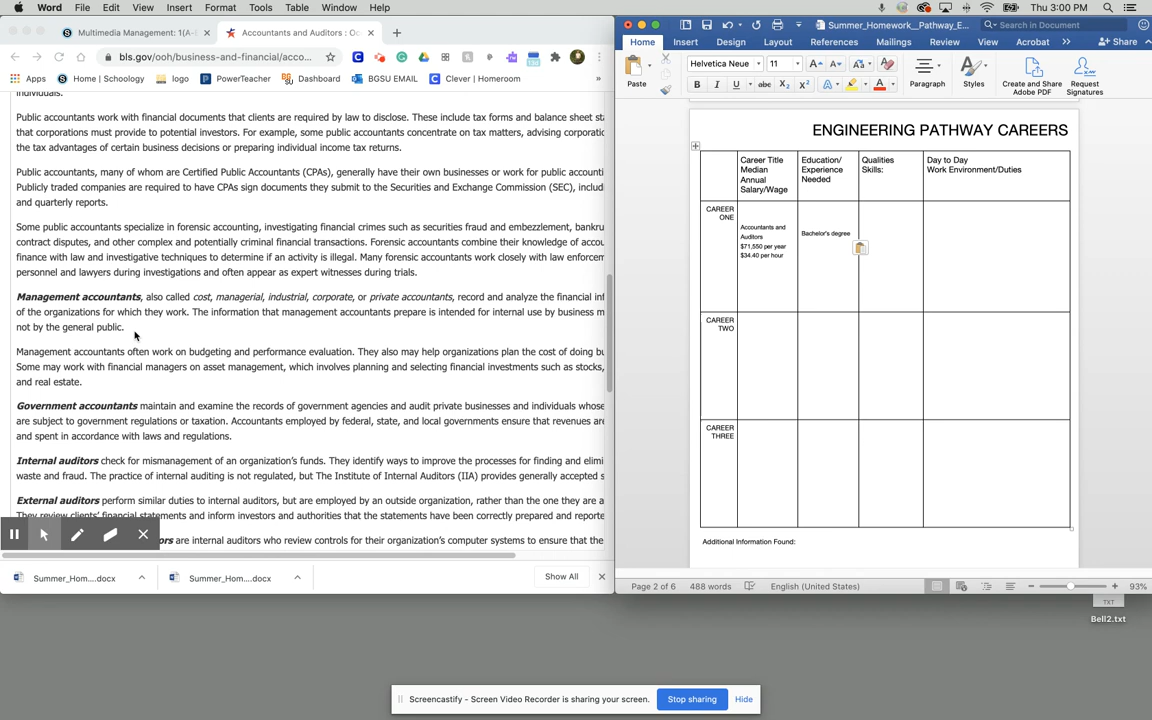 Word File Edit View Insert Format Tools Table Window Help Thu 3:00 PM
Multimedia Management: 1(A- Accountants and Auditors : Oc
Summer_Homework__Pathway_E... Search in Document
bls.gov/ooh/business-and-financial/acco...
Home Insert Design Layout References Mailings Review View Acrobat Share
Apps Home | Schoology logo PowerTeacher Dashboard BGSU EMAIL Clever | Homeroom
Helvetica Neue 11
Paste Paragraph Styles Create and Share Adobe PDF Request Signatures
individuals.
Public accountants work with financial documents that clients are required by law to disclose. These include tax forms and balance sheet sta
that corporations must provide to potential investors. For example, some public accountants concentrate on tax matters, advising corporatio
the tax advantages of certain business decisions or preparing individual income tax returns.
Public accountants, many of whom are Certified Public Accountants (CPAs), generally have their own businesses or work for public accounti
Publicly traded companies are required to have CPAs sign documents they submit to the Securities and Exchange Commission (SEC), includ
and quarterly reports.
Some public accountants specialize in forensic accounting, investigating financial crimes such as securities fraud and embezzlement, bankru
contract disputes, and other complex and potentially criminal financial transactions. Forensic accountants combine their knowledge of accou
finance with law and investigative techniques to determine if an activity is illegal. Many forensic accountants work closely with law enforcem
personnel and lawyers during investigations and often appear as expert witnesses during trials.
Management accountants, also called cost, managerial, industrial, corporate, or private accountants, record and analyze the financial inf
of the organizations for which they work. The information that management accountants prepare is intended for internal use by business m
not by the general public.
Management accountants often work on budgeting and performance evaluation. They also may help organizations plan the cost of doing bu
Some may work with financial managers on asset management, which involves planning and selecting financial investments such as stocks,
and real estate.
Government accountants maintain and examine the records of government agencies and audit private businesses and individuals whose
are subject to government regulations or taxation. Accountants employed by federal, state, and local governments ensure that revenues are
and spent in accordance with laws and regulations.
Internal auditors check for mismanagement of an organization's funds. They identify ways to improve the processes for finding and elimi
waste and fraud. The practice of internal auditing is not regulated, but The Institute of Internal Auditors (IIA) provides generally accepted s
External auditors perform similar duties to internal auditors, but are employed by an outside organization, rather than the one they are a
They review clients' financial statements and inform investors and authorities that the statements have been correctly prepared and reporte
ors are internal auditors who review controls for their organization's computer systems to ensure that the
Summer_Hom....docx Summer_Hom....docx Show All
ENGINEERING PATHWAY CAREERS
Career Title
Median
Annual
Salary/Wage
Education/
Experience
Needed
Qualities
Skills:
Day to Day
Work Environment/Duties
CAREER
ONE
Accountants and
Auditors
$71,550 per year
$34.40 per hour
Bachelor's degree
CAREER
TWO
CAREER
THREE
Additional Information Found:
Page 2 of 6 488 words English (United States) 93%
TXT
Bell2.txt
Screencastify - Screen Video Recorder is sharing your screen. Stop sharing Hide